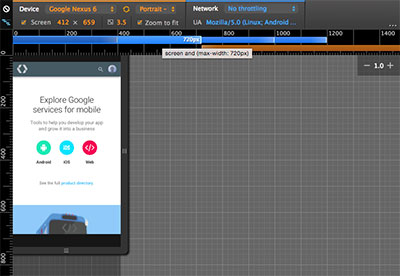 Device Google Nexus 6 Portrait - Network No throttling
Screen 412 × 659 3.5 Zoom to fit UA Mozilla/5.0 (Linux; Android ...
0 200 400 600 800 1000 1200 1400
720px
screen and (max-width: 720px)
- 1.0 +
0
200
400
600
800
Explore Google
services for mobile
Tools to help you develop your app
and grow it into a business
Android iOS Web
See the full product directory.